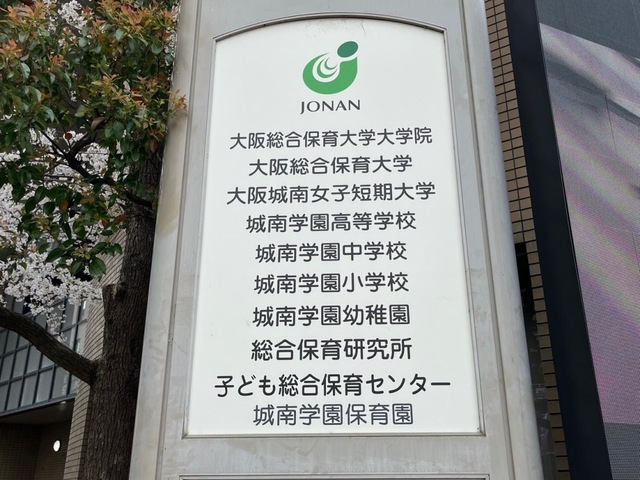 JONAN
大阪総合保育大学大学院
大阪総合保育大学
大阪城南女子短期大学
城南学園高等学校
城南学園中学校
城南学園小学校
城南学園幼稚園
総合保育研究所
子ども総合保育センター
城南学園保育園